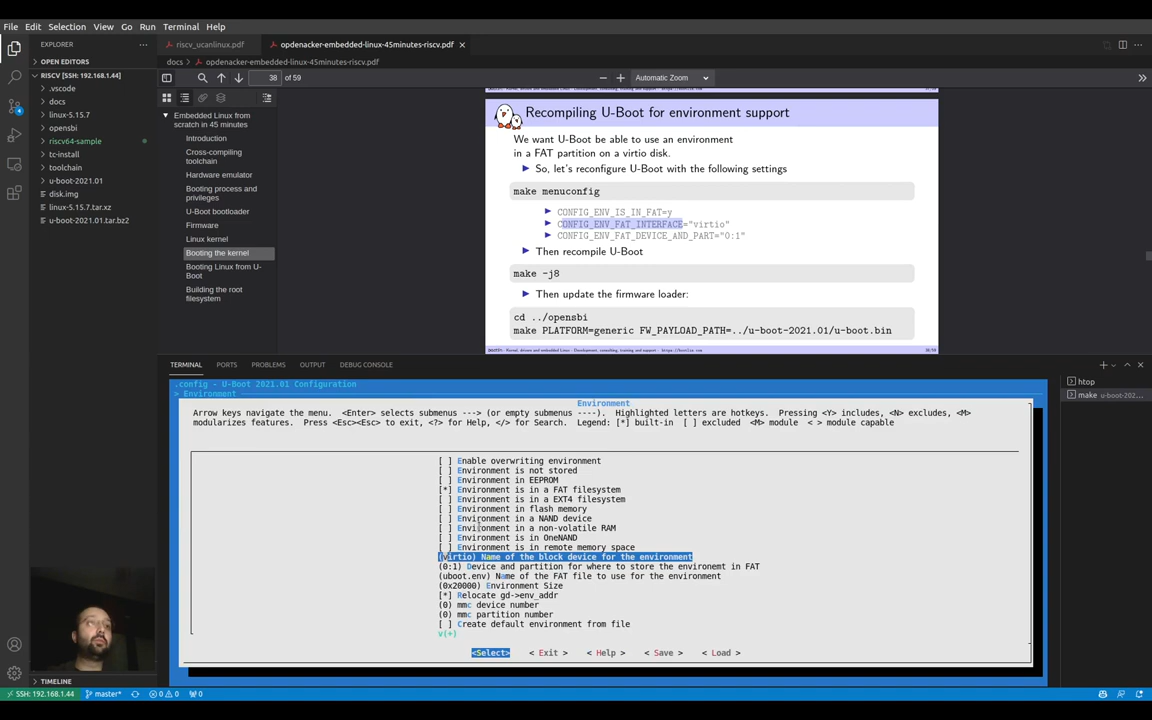 File Edit Selection View Go Run Terminal Help
EXPLORER
riscv_ucanlinux.pdf
opdenacker-embedded-linux-45minutes-riscv.pdf
OPEN EDITORS
RISCV [SSH: 192.168.1.44]
.vscode
docs
linux-5.15.7
opensbi
riscv64-sample
tc-install
toolchain
u-boot-2021.01
disk.img
linux-5.15.7.tar.xz
u-boot-2021.01.tar.bz2
TIMELINE
docs > opdenacker-embedded-linux-45minutes-riscv.pdf
38 of 59
Automatic Zoom
Embedded Linux from scratch in 45 minutes
Introduction
Cross-compiling toolchain
Hardware emulator
Booting process and privileges
U-Boot bootloader
Firmware
Linux kernel
Booting the kernel
Booting Linux from U-Boot
Building the root filesystem
Recompiling U-Boot for environment support
We want U-Boot be able to use an environment
in a FAT partition on a virtio disk.
So, let's reconfigure U-Boot with the following settings
make menuconfig
CONFIG_ENV_IS_IN_FAT=y
CONFIG_ENV_FAT_INTERFACE="virtio"
CONFIG_ENV_FAT_DEVICE_AND_PART="0:1"
Then recompile U-Boot
make -j8
Then update the firmware loader:
cd ../opensbi
make PLATFORM=generic FW_PAYLOAD_PATH=../u-boot-2021.01/u-boot.bin
TERMINAL PORTS PROBLEMS OUTPUT DEBUG CONSOLE
htop
make u-boot-202...
.config - U-Boot 2021.01 Configuration
> Environment
Environment
Arrow keys navigate the menu. <Enter> selects submenus ---> (or empty submenus ----). Highlighted letters are hotkeys. Pressing <Y> includes, <N> excludes, <M>
modularizes features. Press <Esc><Esc> to exit, <?> for Help, </> for Search. Legend: [*] built-in [ ] excluded <M> module < > module capable
[ ] Enable overwriting environment
[ ] Environment is not stored
[ ] Environment in EEPROM
[*] Environment is in a FAT filesystem
[ ] Environment is in a EXT4 filesystem
[ ] Environment in flash memory
[ ] Environment in a NAND device
[ ] Environment in a non-volatile RAM
[ ] Environment is in OneNAND
[ ] Environment is in remote memory space
(virtio) Name of the block device for the environment
(0:1) Device and partition for where to store the environemt in FAT
(uboot.env) Name of the FAT file to use for the environment
(0x20000) Environment Size
[*] Relocate gd->env_addr
(0) mmc device number
(0) mmc partition number
[ ] Create default environment from file
v(+)
<Select> < Exit > < Help > < Save > < Load >
SSH: 192.168.1.44 master* 0 0 0